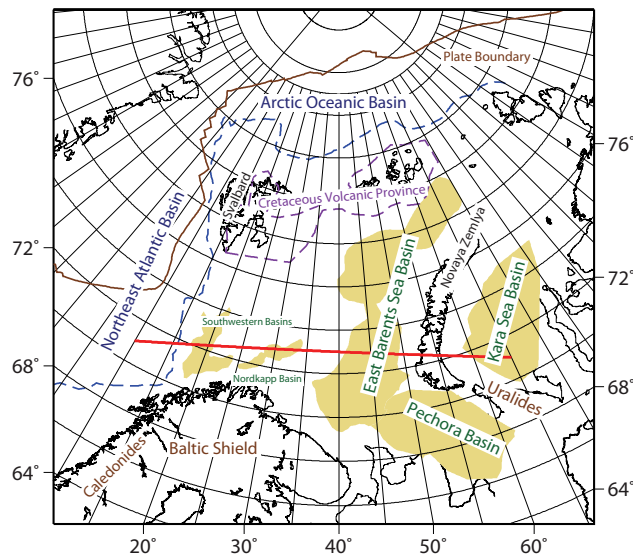 Plate Boundary
76°
Arctic Oceanic Basin
76°
Svalbard
Cretaceous Volcanic Province
Northeast Atlantic Basin
Novaya Zemlya
72°
East Barents Sea Basin
Kara Sea Basin
72°
Southwestern Basins
68°
Nordkapp Basin
Uralides
68°
Pechora Basin
Caledonides
Baltic Shield
64°
64°
20°
30°
40°
50°
60°